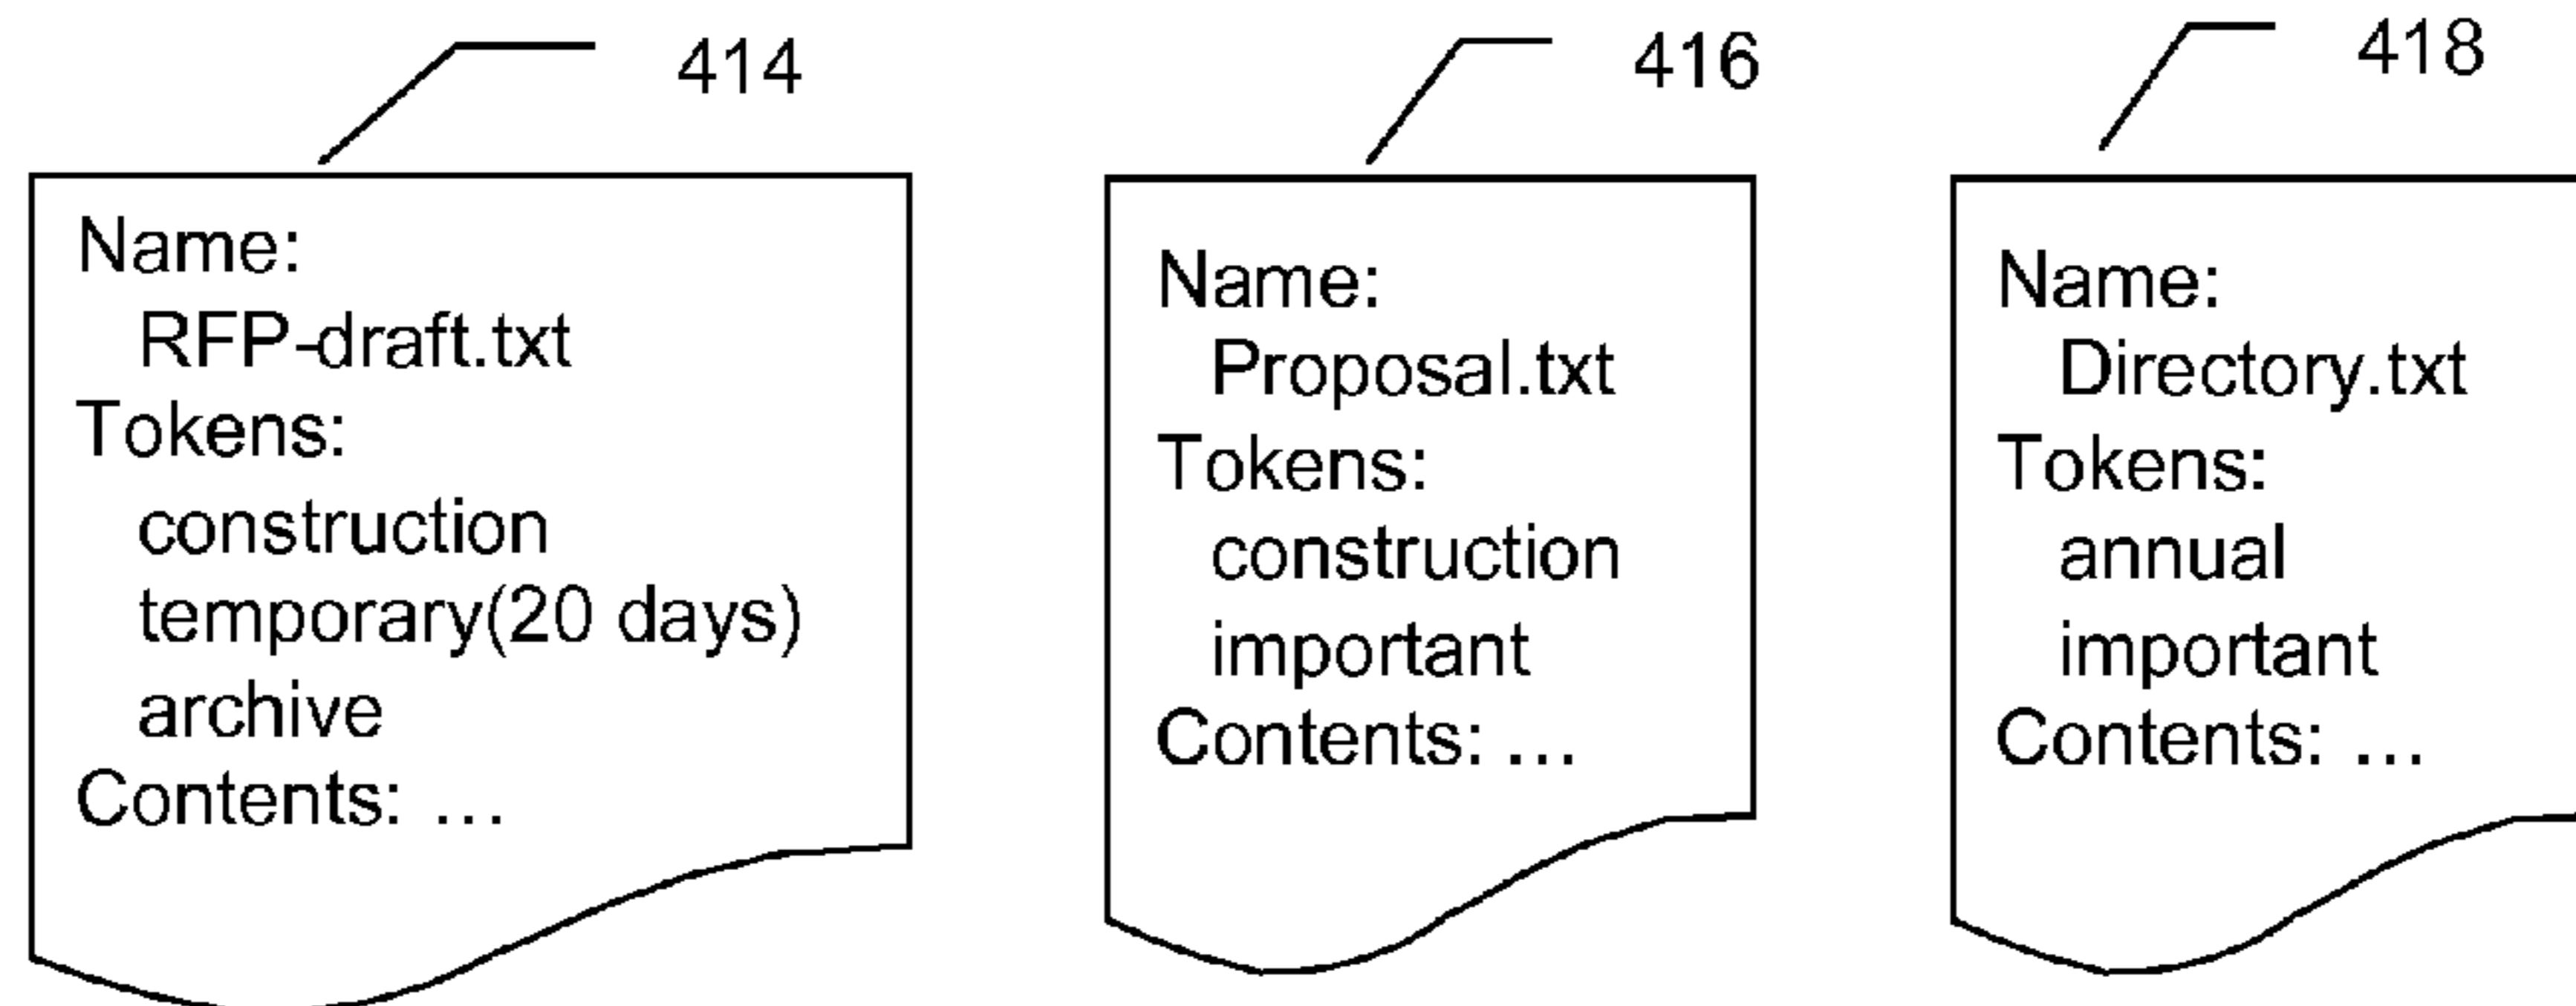 414
Name:
RFP-draft.txt
Tokens:
construction
temporary(20 days)
archive
Contents: ...
416
Name:
Proposal.txt
Tokens:
construction
important
Contents: ...
418
Name:
Directory.txt
Tokens:
annual
important
Contents: ...